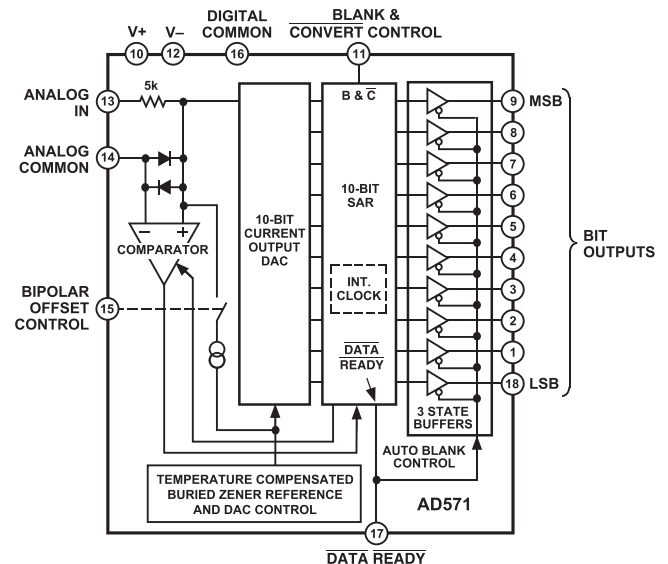 DIGITAL
COMMON
BLANK &
CONVERT CONTROL
V+
V–
10
12
16
11
ANALOG
IN
13
5k
B & C
9
MSB
ANALOG
COMMON
14
8
7
6
5
4
3
2
1
18
LSB
10-BIT
SAR
10-BIT
CURRENT
OUTPUT
DAC
– +
COMPARATOR
BIT
OUTPUTS
INT.
CLOCK
BIPOLAR
OFFSET
CONTROL
15
DATA
READY
3 STATE
BUFFERS
AUTO BLANK
CONTROL
TEMPERATURE COMPENSATED
BURIED ZENER REFERENCE
AND DAC CONTROL
AD571
17
DATA READY